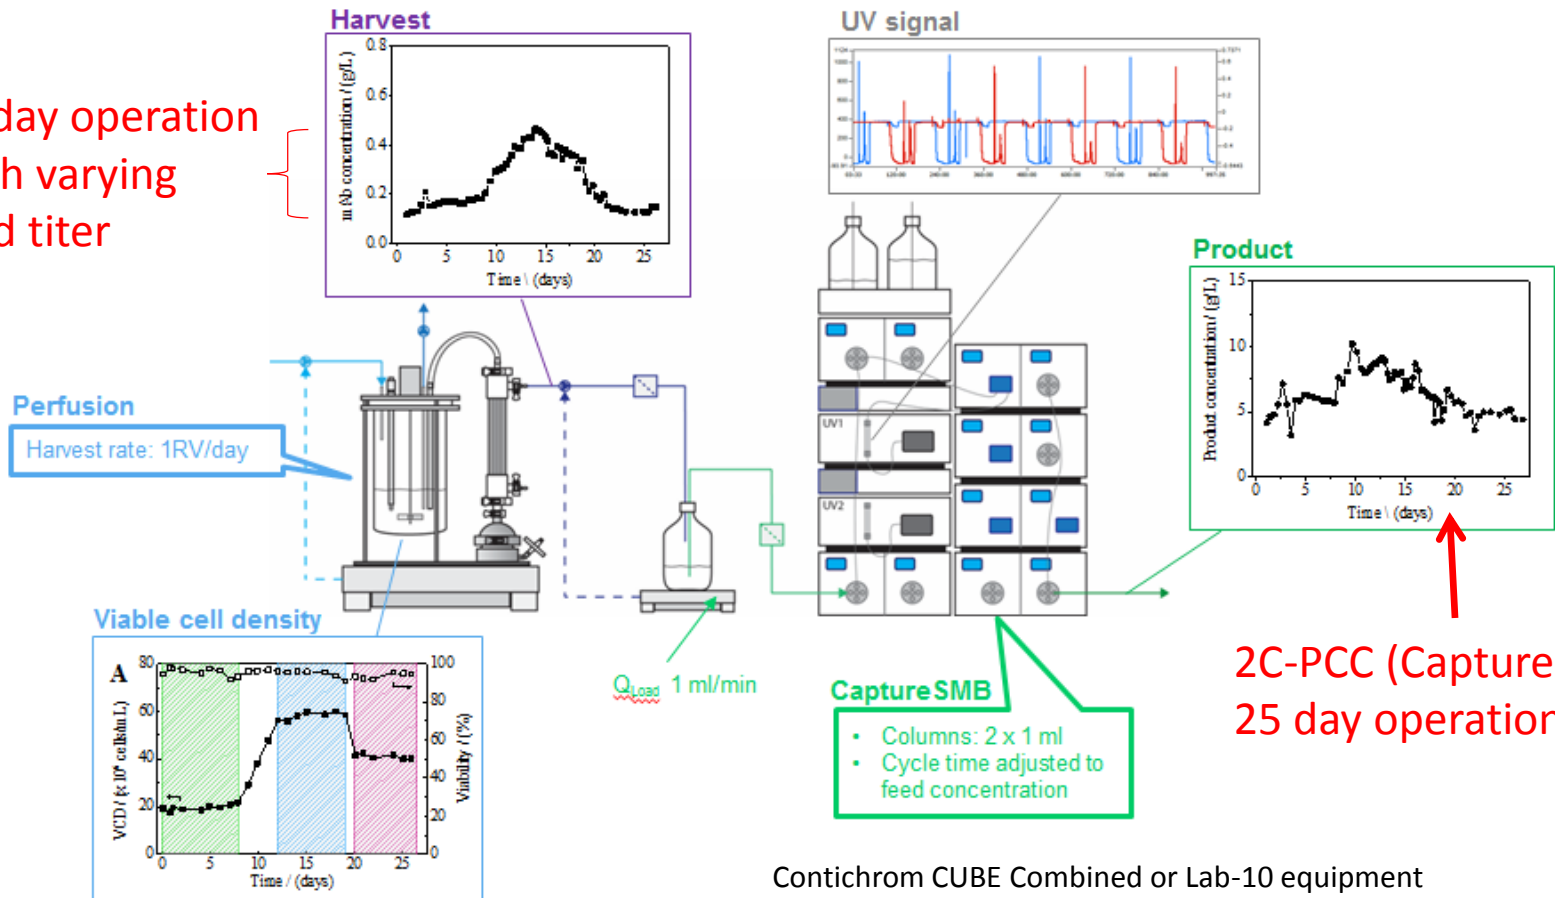 Harvest
day operation
h varying
d titer
mAb concentration / (g/L)
0.8
0.6
0.4
0.2
0.0
0 5 10 15 20 25
Time \ (days)
UV signal
UV1
UV2
Product
Product concentration / (g/L)
15
10
5
0
0 5 10 15 20 25
Time \ (days)
Perfusion
Harvest rate: 1RV/day
Viable cell density
A
VCD / (x 10⁶ cells/mL)
80
60
40
20
0
0 5 10 15 20 25
Time / (days)
100
80
60
40
20
0
Viability / (%)
QLoad 1 ml/min
CaptureSMB
• Columns: 2 x 1 ml
• Cycle time adjusted to
feed concentration
2C-PCC (Capture
25 day operation
Contichrom CUBE Combined or Lab-10 equipment